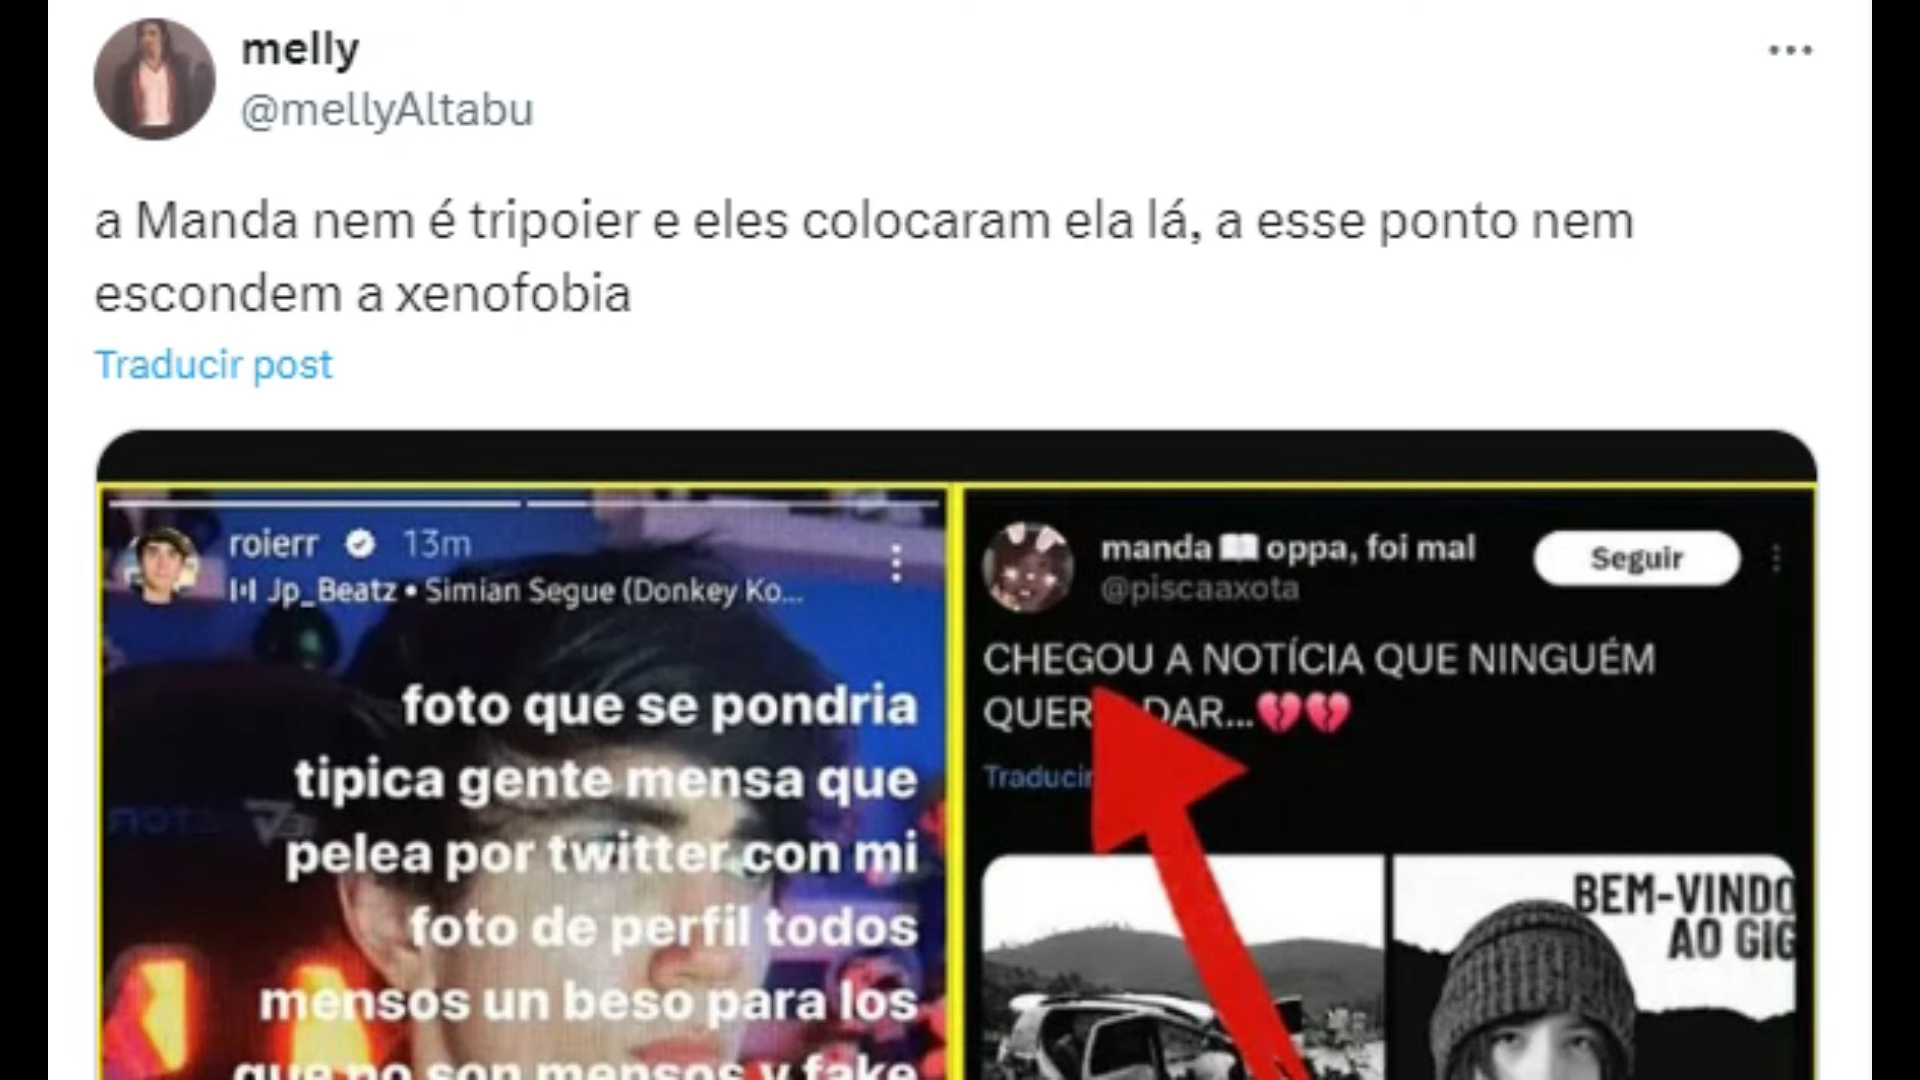 melly
@mellyAltabu
a Manda nem é tripoier e eles colocaram ela lá, a esse ponto nem
escondem a xenofobia
Traducir post
roierr 13m
Jp_Beatz • Simian Segue (Donkey Ko...
foto que se pondria
tipica gente mensa que
pelea por twitter con mi
foto de perfil todos
mensos un beso para los
que no son mensos y fake
manda 📖 oppa, foi mal
@piscaaxota
Seguir
CHEGOU A NOTÍCIA QUE NINGUÉM
QUER DAR...💔💔
Traducir
BEM-VINDO
AO GIG